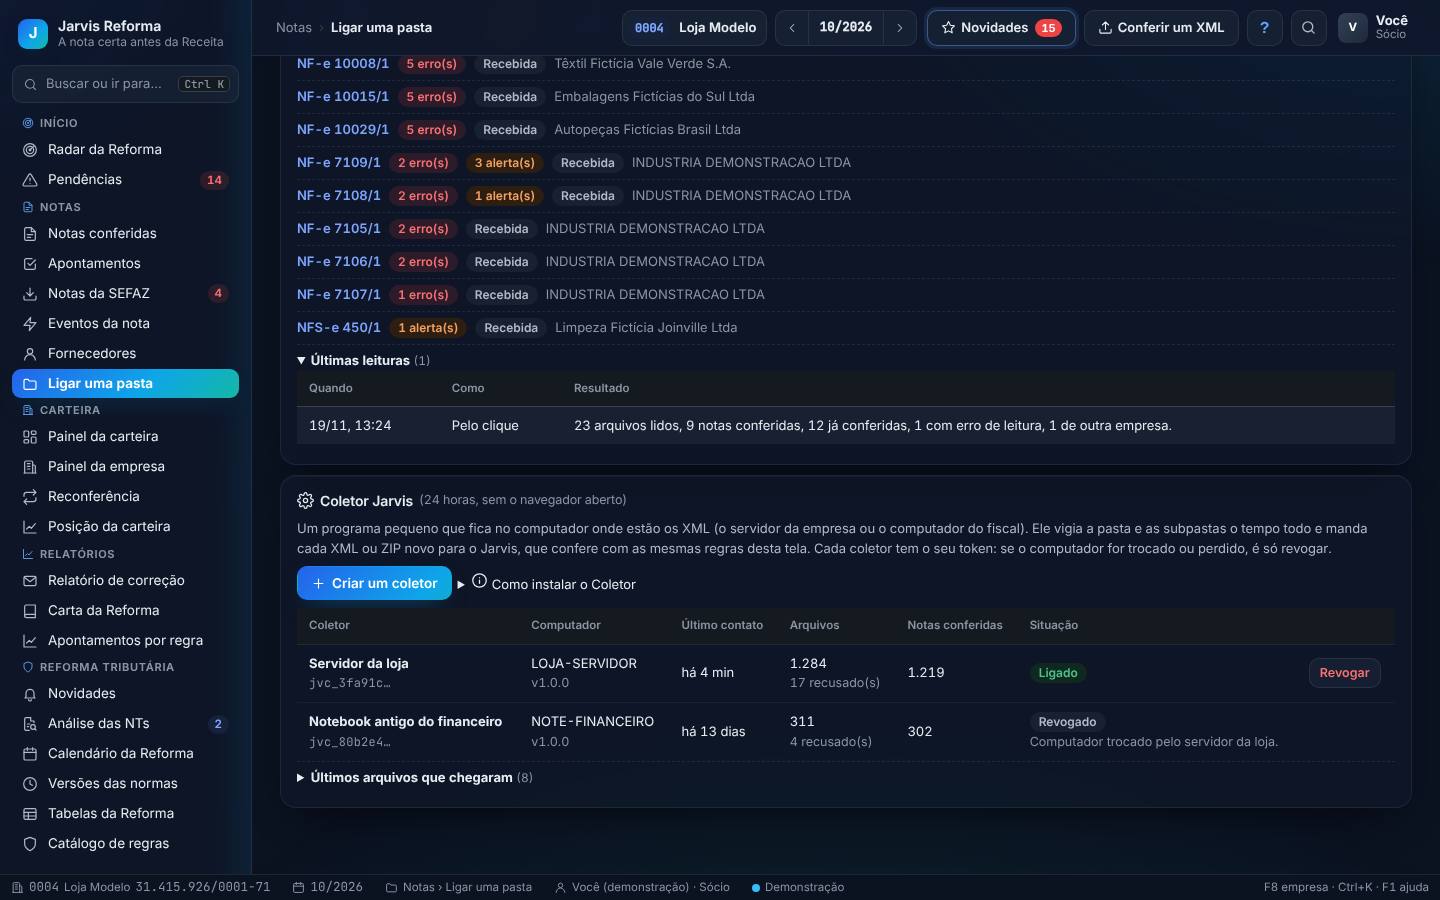 J
Jarvis Reforma
A nota certa antes da Receita
Buscar ou ir para... Ctrl K
INÍCIO
Radar da Reforma
Pendências 14
NOTAS
Notas conferidas
Apontamentos
Notas da SEFAZ 4
Eventos da nota
Fornecedores
Ligar uma pasta
CARTEIRA
Painel da carteira
Painel da empresa
Reconferência
Posição da carteira
RELATÓRIOS
Relatório de correção
Carta da Reforma
Apontamentos por regra
REFORMA TRIBUTÁRIA
Novidades
Análise das NTs 2
Calendário da Reforma
Versões das normas
Tabelas da Reforma
Catálogo de regras
Notas › Ligar uma pasta
0004 Loja Modelo
‹ 10/2026 ›
Novidades 15
Conferir um XML
?
V
Você
Sócio
NF-e 10008/1 5 erro(s) Recebida Têxtil Fictícia Vale Verde S.A.
NF-e 10015/1 5 erro(s) Recebida Embalagens Fictícias do Sul Ltda
NF-e 10029/1 5 erro(s) Recebida Autopeças Fictícias Brasil Ltda
NF-e 7109/1 2 erro(s) 3 alerta(s) Recebida INDUSTRIA DEMONSTRACAO LTDA
NF-e 7108/1 2 erro(s) 1 alerta(s) Recebida INDUSTRIA DEMONSTRACAO LTDA
NF-e 7105/1 2 erro(s) Recebida INDUSTRIA DEMONSTRACAO LTDA
NF-e 7106/1 2 erro(s) Recebida INDUSTRIA DEMONSTRACAO LTDA
NF-e 7107/1 1 erro(s) Recebida INDUSTRIA DEMONSTRACAO LTDA
NFS-e 450/1 1 alerta(s) Recebida Limpeza Fictícia Joinville Ltda
▼ Últimas leituras (1)
Quando Como Resultado
19/11, 13:24 Pelo clique 23 arquivos lidos, 9 notas conferidas, 12 já conferidas, 1 com erro de leitura, 1 de outra empresa.
Coletor Jarvis (24 horas, sem o navegador aberto)
Um programa pequeno que fica no computador onde estão os XML (o servidor da empresa ou o computador do fiscal). Ele vigia a pasta e as subpastas o tempo todo e manda
cada XML ou ZIP novo para o Jarvis, que confere com as mesmas regras desta tela. Cada coletor tem o seu token: se o computador for trocado ou perdido, é só revogar.
+ Criar um coletor ▶ Como instalar o Coletor
Coletor Computador Último contato Arquivos Notas conferidas Situação
Servidor da loja LOJA-SERVIDOR há 4 min 1.284 1.219 Ligado Revogar
jvc_3fa91c… v1.0.0 17 recusado(s)
Notebook antigo do financeiro NOTE-FINANCEIRO há 13 dias 311 302 Revogado
jvc_80b2e4… v1.0.0 4 recusado(s) Computador trocado pelo servidor da loja.
▶ Últimos arquivos que chegaram (8)
0004 Loja Modelo 31.415.926/0001-71 10/2026 Notas › Ligar uma pasta Você (demonstração) · Sócio Demonstração F8 empresa · Ctrl+K · F1 ajuda